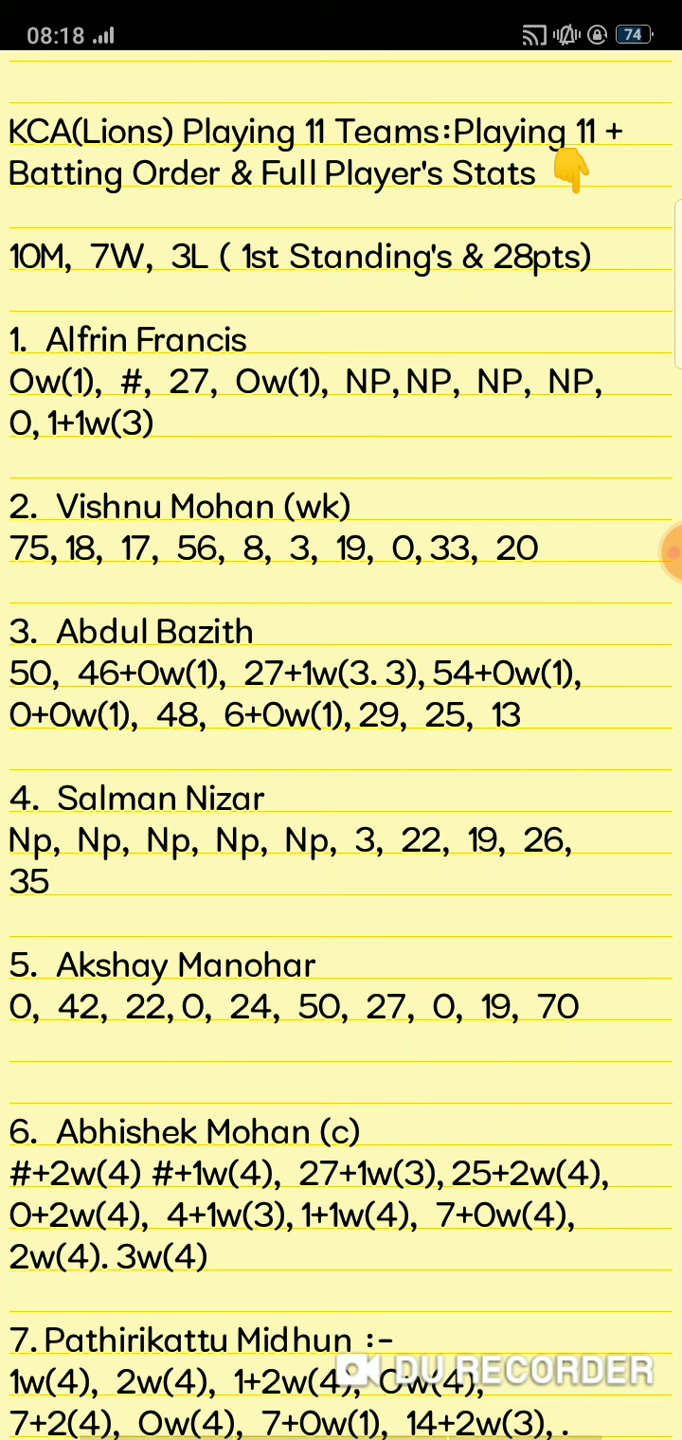 08:18
74
KCA(Lions) Playing 11 Teams:Playing 11 +
Batting Order & Full Player's Stats 👇
10M, 7W, 3L ( 1st Standing's & 28pts)
1. Alfrin Francis
0w(1), #, 27, 0w(1), NP, NP, NP, NP,
0, 1+1w(3)
2. Vishnu Mohan (wk)
75, 18, 17, 56, 8, 3, 19, 0, 33, 20
3. Abdul Bazith
50, 46+0w(1), 27+1w(3. 3), 54+0w(1),
0+0w(1), 48, 6+0w(1), 29, 25, 13
4. Salman Nizar
Np, Np, Np, Np, Np, 3, 22, 19, 26,
35
5. Akshay Manohar
0, 42, 22, 0, 24, 50, 27, 0, 19, 70
6. Abhishek Mohan (c)
#+2w(4) #+1w(4), 27+1w(3), 25+2w(4),
0+2w(4), 4+1w(3), 1+1w(4), 7+0w(4),
2w(4). 3w(4)
7. Pathirikattu Midhun :-
1w(4), 2w(4), 1+2w(4), 0w(4),
7+2(4), 0w(4), 7+0w(1), 14+2w(3), .
DU RECORDER